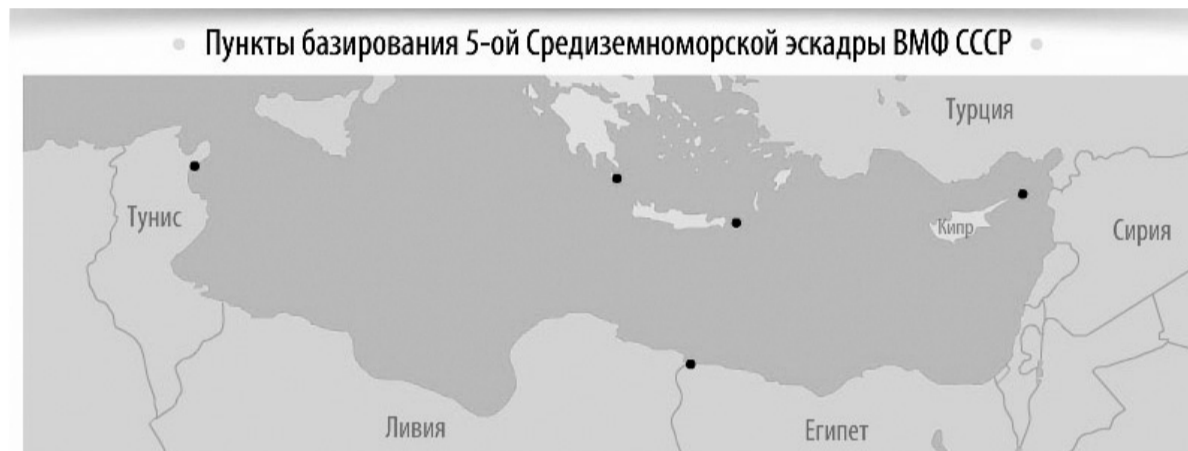 Пункты базирования 5-ой Средиземноморской эскадры ВМФ СССР
Турция
Тунис
Кипр
Сирия
Ливия
Египет